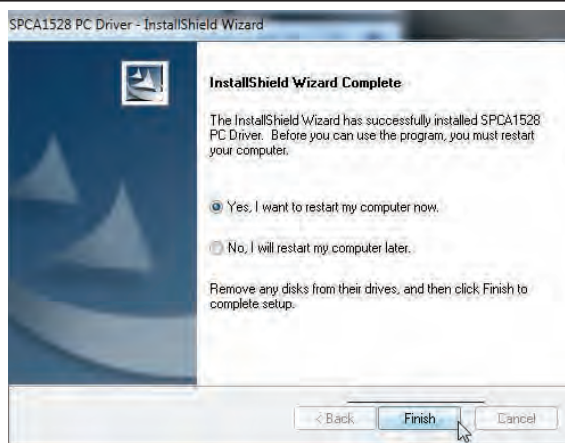 SPCA1528 PC Driver - InstallShield Wizard
InstallShield Wizard Complete
The InstallShield Wizard has successfully installed SPCA1528
PC Driver. Before you can use the program, you must restart
your computer.
Yes, I want to restart my computer now.
No, I will restart my computer later.
Remove any disks from their drives, and then click Finish to
complete setup.
< Back Finish Cancel